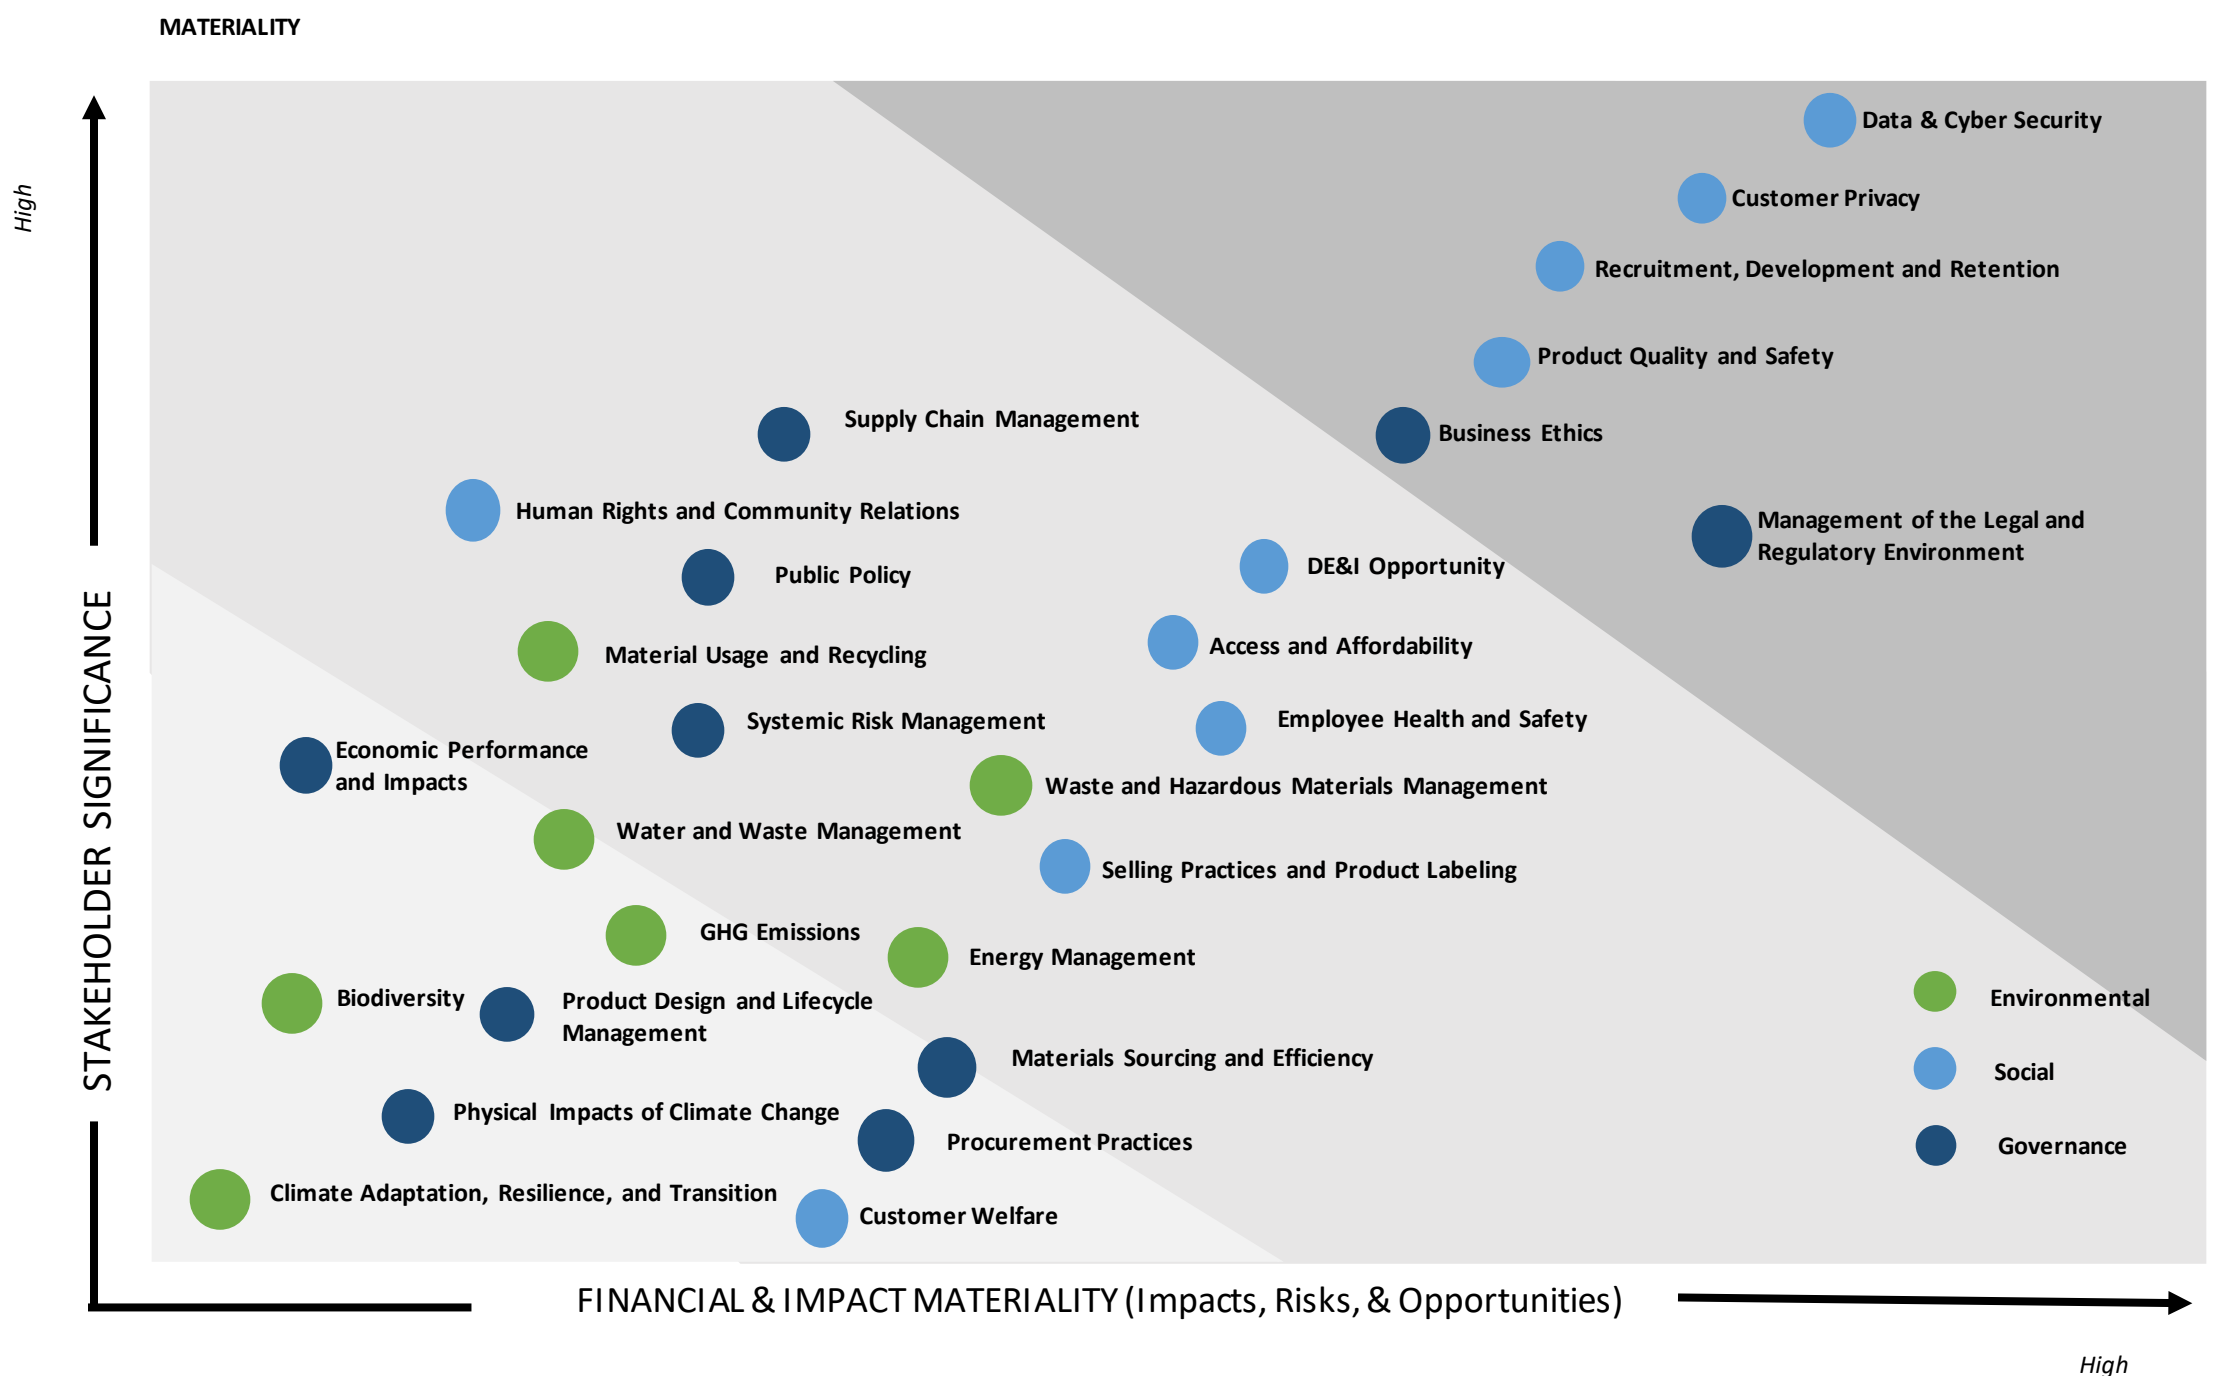 MATERIALITY
High
STAKEHOLDER SIGNIFICANCE
Data & Cyber Security
Customer Privacy
Recruitment, Development and Retention
Product Quality and Safety
Supply Chain Management
Business Ethics
Human Rights and Community Relations
Management of the Legal and
Regulatory Environment
Public Policy
DE&I Opportunity
Material Usage and Recycling
Access and Affordability
Systemic Risk Management
Employee Health and Safety
Economic Performance
and Impacts
Waste and Hazardous Materials Management
Water and Waste Management
Selling Practices and Product Labeling
GHG Emissions
Energy Management
Biodiversity
Product Design and Lifecycle
Management
Materials Sourcing and Efficiency
Physical Impacts of Climate Change
Procurement Practices
Climate Adaptation, Resilience, and Transition
Customer Welfare
Environmental
Social
Governance
FINANCIAL & IMPACT MATERIALITY (Impacts, Risks, & Opportunities)
High